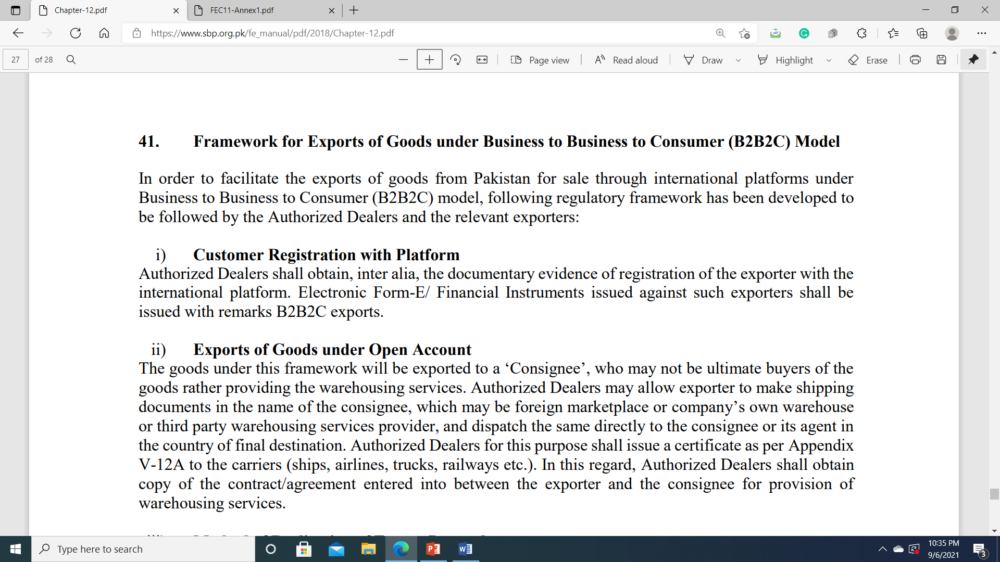 Chapter-12.pdf
FEC11-Annex1.pdf
https://www.sbp.org.pk/fe_manual/pdf/2018/Chapter-12.pdf
27 of 28
Page view
Read aloud
Draw
Highlight
Erase
41. Framework for Exports of Goods under Business to Business to Consumer (B2B2C) Model
In order to facilitate the exports of goods from Pakistan for sale through international platforms under
Business to Business to Consumer (B2B2C) model, following regulatory framework has been developed to
be followed by the Authorized Dealers and the relevant exporters:
i) Customer Registration with Platform
Authorized Dealers shall obtain, inter alia, the documentary evidence of registration of the exporter with the
international platform. Electronic Form-E/ Financial Instruments issued against such exporters shall be
issued with remarks B2B2C exports.
ii) Exports of Goods under Open Account
The goods under this framework will be exported to a ‘Consignee’, who may not be ultimate buyers of the
goods rather providing the warehousing services. Authorized Dealers may allow exporter to make shipping
documents in the name of the consignee, which may be foreign marketplace or company’s own warehouse
or third party warehousing services provider, and dispatch the same directly to the consignee or its agent in
the country of final destination. Authorized Dealers for this purpose shall issue a certificate as per Appendix
V-12A to the carriers (ships, airlines, trucks, railways etc.). In this regard, Authorized Dealers shall obtain
copy of the contract/agreement entered into between the exporter and the consignee for provision of
warehousing services.
Type here to search
10:35 PM
9/6/2021
3